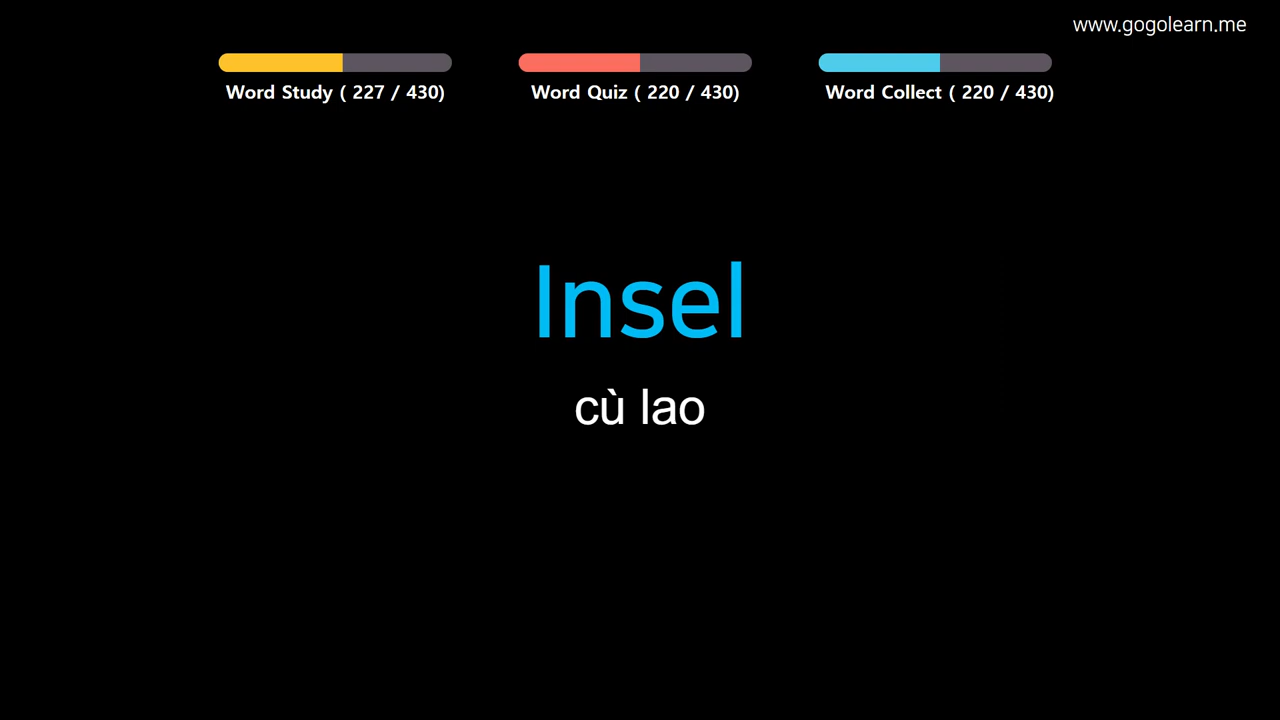 www.gogolearn.me
Word Study ( 227 / 430)
Word Quiz ( 220 / 430)
Word Collect ( 220 / 430)
Insel
cù lao